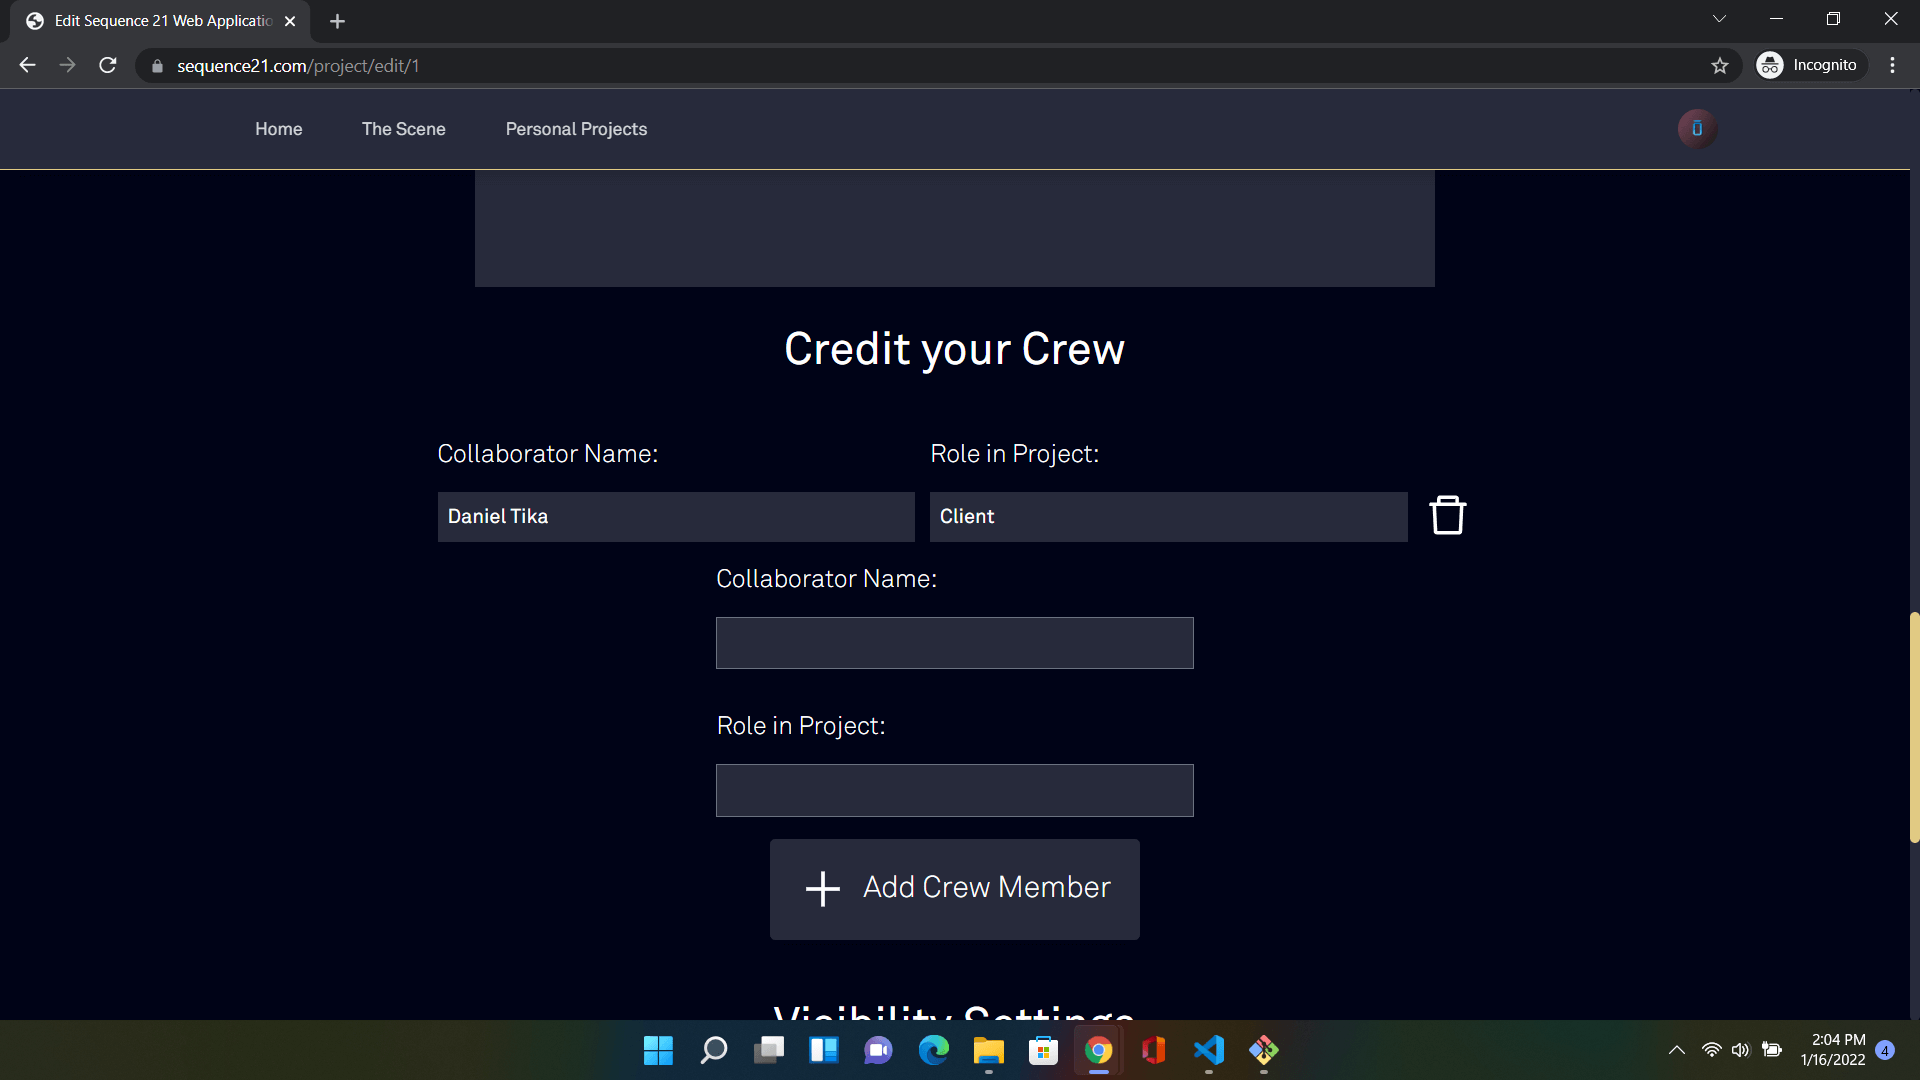 Edit Sequence 21 Web Applicatio
sequence21.com/project/edit/1
Incognito
Home
The Scene
Personal Projects
Credit your Crew
Collaborator Name:
Role in Project:
Daniel Tika
Client
Collaborator Name:
Role in Project:
Add Crew Member
Visibility Settings
2:04 PM
1/16/2022
4